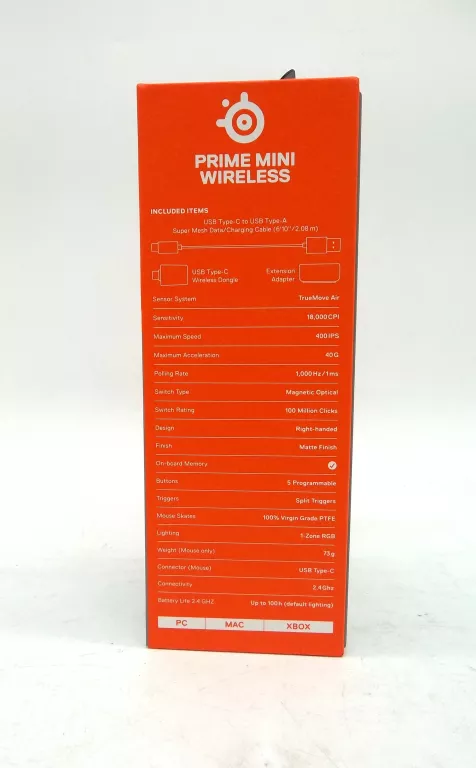 PRIME MINI
WIRELESS
INCLUDED ITEMS
USB Type-C to USB Type-A
Super Mesh Data/Charging Cable (6'10"/2.08 m)
USB Type-C
Wireless Dongle
Extension
Adapter
Sensor System TrueMove Air
Sensitivity 18,000 CPI
Maximum Speed 400 IPS
Maximum Acceleration 40 G
Polling Rate 1,000 Hz / 1 ms
Switch Type Magnetic Optical
Switch Rating 100 Million Clicks
Design Right-handed
Finish Matte Finish
On-board Memory
Buttons 5 Programmable
Triggers Split Triggers
Mouse Skates 100% Virgin Grade PTFE
Lighting 1-Zone RGB
Weight (Mouse only) 73 g
Connector (Mouse) USB Type-C
Connectivity 2.4 Ghz
Battery Life 2.4 GHZ Up to 100h (default lighting)
PC MAC XBOX